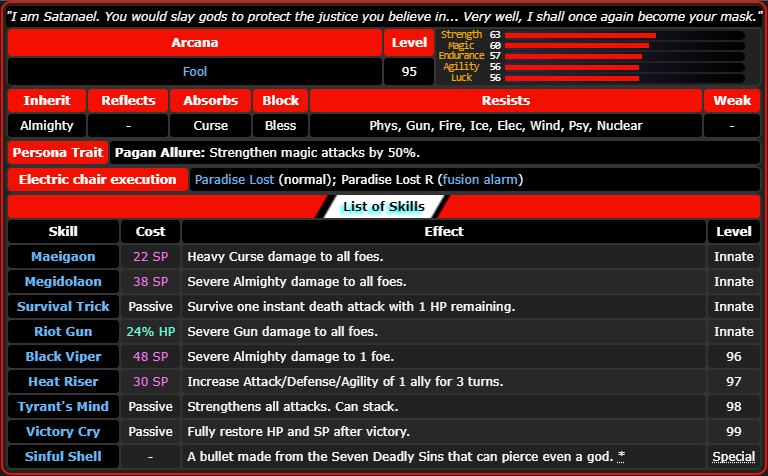 "I am Satanael. You would slay gods to protect the justice you believe in... Very well, I shall once again become your mask."
Arcana Level
Fool 95
Strength 63
Magic 60
Endurance 57
Agility 56
Luck 56
Inherit Reflects Absorbs Block Resists Weak
Almighty - Curse Bless Phys, Gun, Fire, Ice, Elec, Wind, Psy, Nuclear -
Persona Trait Pagan Allure: Strengthen magic attacks by 50%.
Electric chair execution Paradise Lost (normal); Paradise Lost R (fusion alarm)
List of Skills
Skill Cost Effect Level
Maeigaon 22 SP Heavy Curse damage to all foes. Innate
Megidolaon 38 SP Severe Almighty damage to all foes. Innate
Survival Trick Passive Survive one instant death attack with 1 HP remaining. Innate
Riot Gun 24% HP Severe Gun damage to all foes. Innate
Black Viper 48 SP Severe Almighty damage to 1 foe. 96
Heat Riser 30 SP Increase Attack/Defense/Agility of 1 ally for 3 turns. 97
Tyrant's Mind Passive Strengthens all attacks. Can stack. 98
Victory Cry Passive Fully restore HP and SP after victory. 99
Sinful Shell - A bullet made from the Seven Deadly Sins that can pierce even a god. * Special